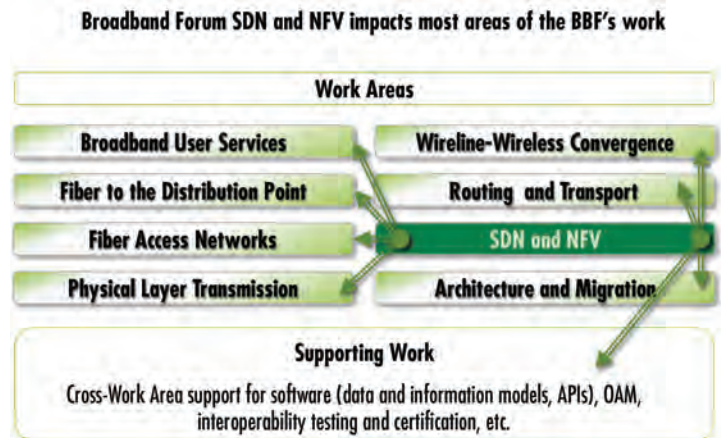 Broadband Forum SDN and NFV impacts most areas of the BBF's work
Work Areas
Broadband User Services
Wireline-Wireless Convergence
Fiber to the Distribution Point
Routing and Transport
Fiber Access Networks
SDN and NFV
Physical Layer Transmission
Architecture and Migration
Supporting Work
Cross-Work Area support for software (data and information models, APIs), OAM,
interoperability testing and certification, etc.